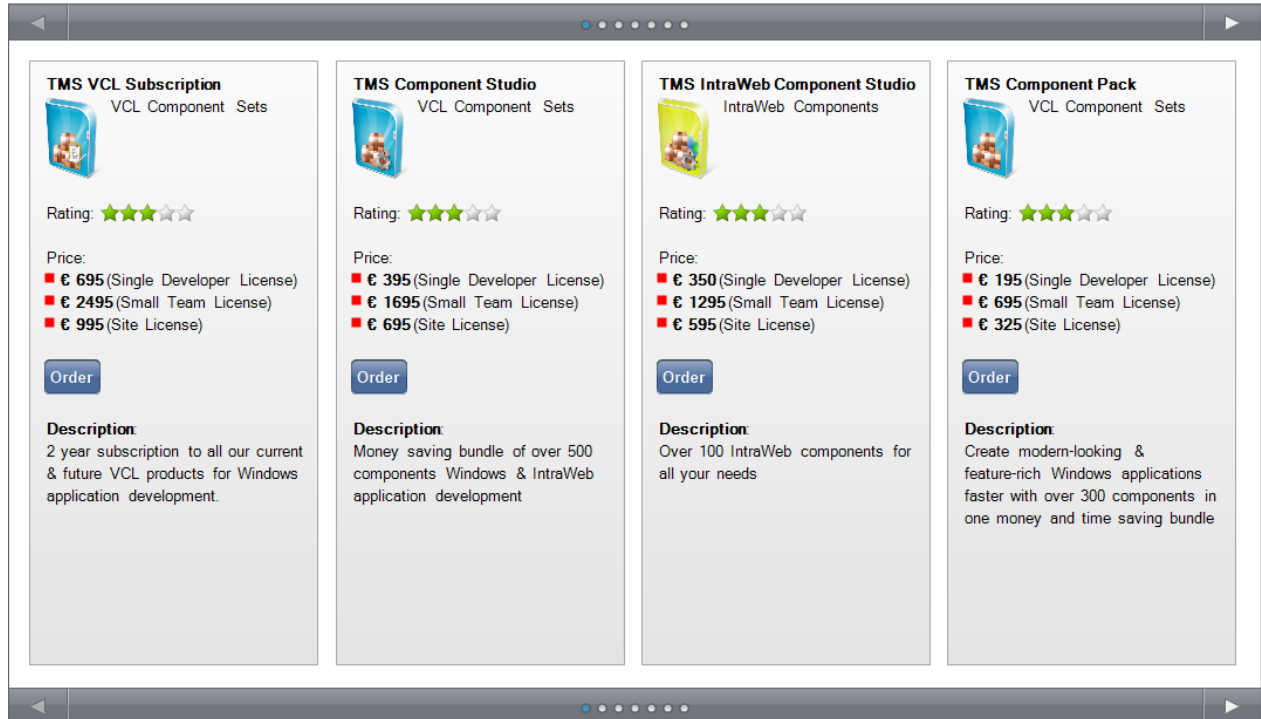 TMS VCL Subscription
VCL Component Sets
Rating:
Price:
€ 695(Single Developer License)
€ 2495(Small Team License)
€ 995(Site License)
Order
Description:
2 year subscription to all our current
& future VCL products for Windows
application development.
TMS Component Studio
VCL Component Sets
Rating:
Price:
€ 395(Single Developer License)
€ 1695(Small Team License)
€ 695(Site License)
Order
Description:
Money saving bundle of over 500
components Windows & IntraWeb
application development
TMS IntraWeb Component Studio
IntraWeb Components
Rating:
Price:
€ 350(Single Developer License)
€ 1295(Small Team License)
€ 595(Site License)
Order
Description:
Over 100 IntraWeb components for
all your needs
TMS Component Pack
VCL Component Sets
Rating:
Price:
€ 195(Single Developer License)
€ 695(Small Team License)
€ 325(Site License)
Order
Description:
Create modern-looking &
feature-rich Windows applications
faster with over 300 components in
one money and time saving bundle